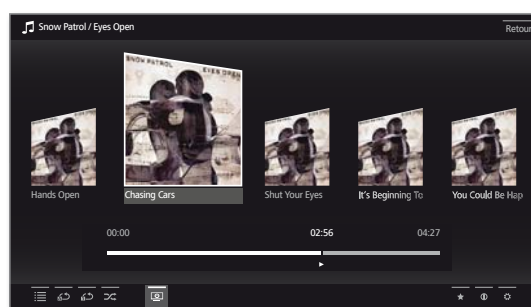 Snow Patrol / Eyes Open
Retour
SNOW PATROL EYES OPEN
Hands Open
Chasing Cars
Shut Your Eyes
It's Beginning To
You Could Be Hap
00:00 02:56 04:27